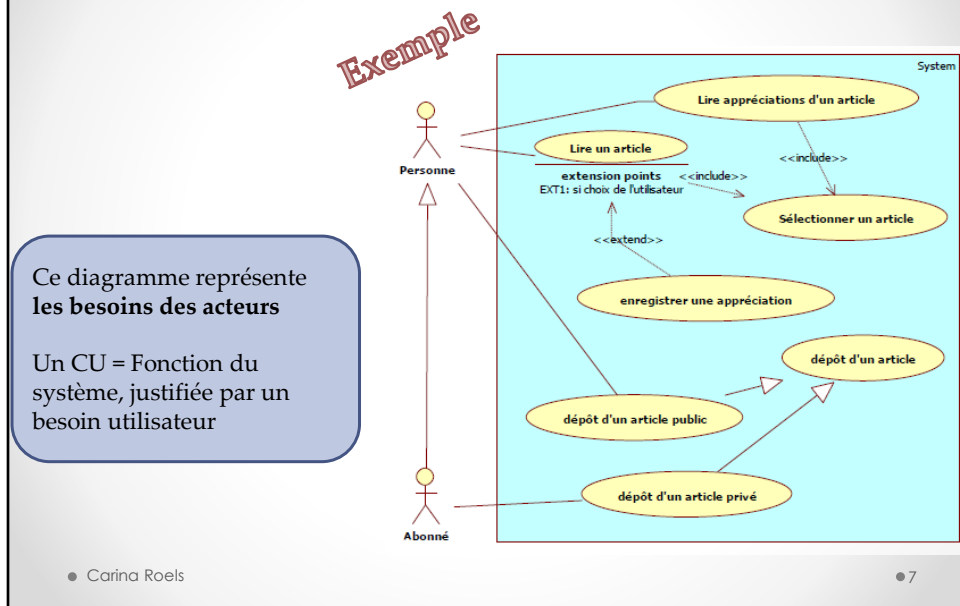 Exemple
System
Lire appréciations d'un article
Personne
Lire un article
<<include>>
extension points
EXT1: si choix de l'utilisateur
<<include>>
Sélectionner un article
<<extend>>
Ce diagramme représente
les besoins des acteurs
Un CU = Fonction du
système, justifiée par un
besoin utilisateur
enregistrer une appréciation
dépôt d'un article
dépôt d'un article public
dépôt d'un article privé
Abonné
Carina Roels
7